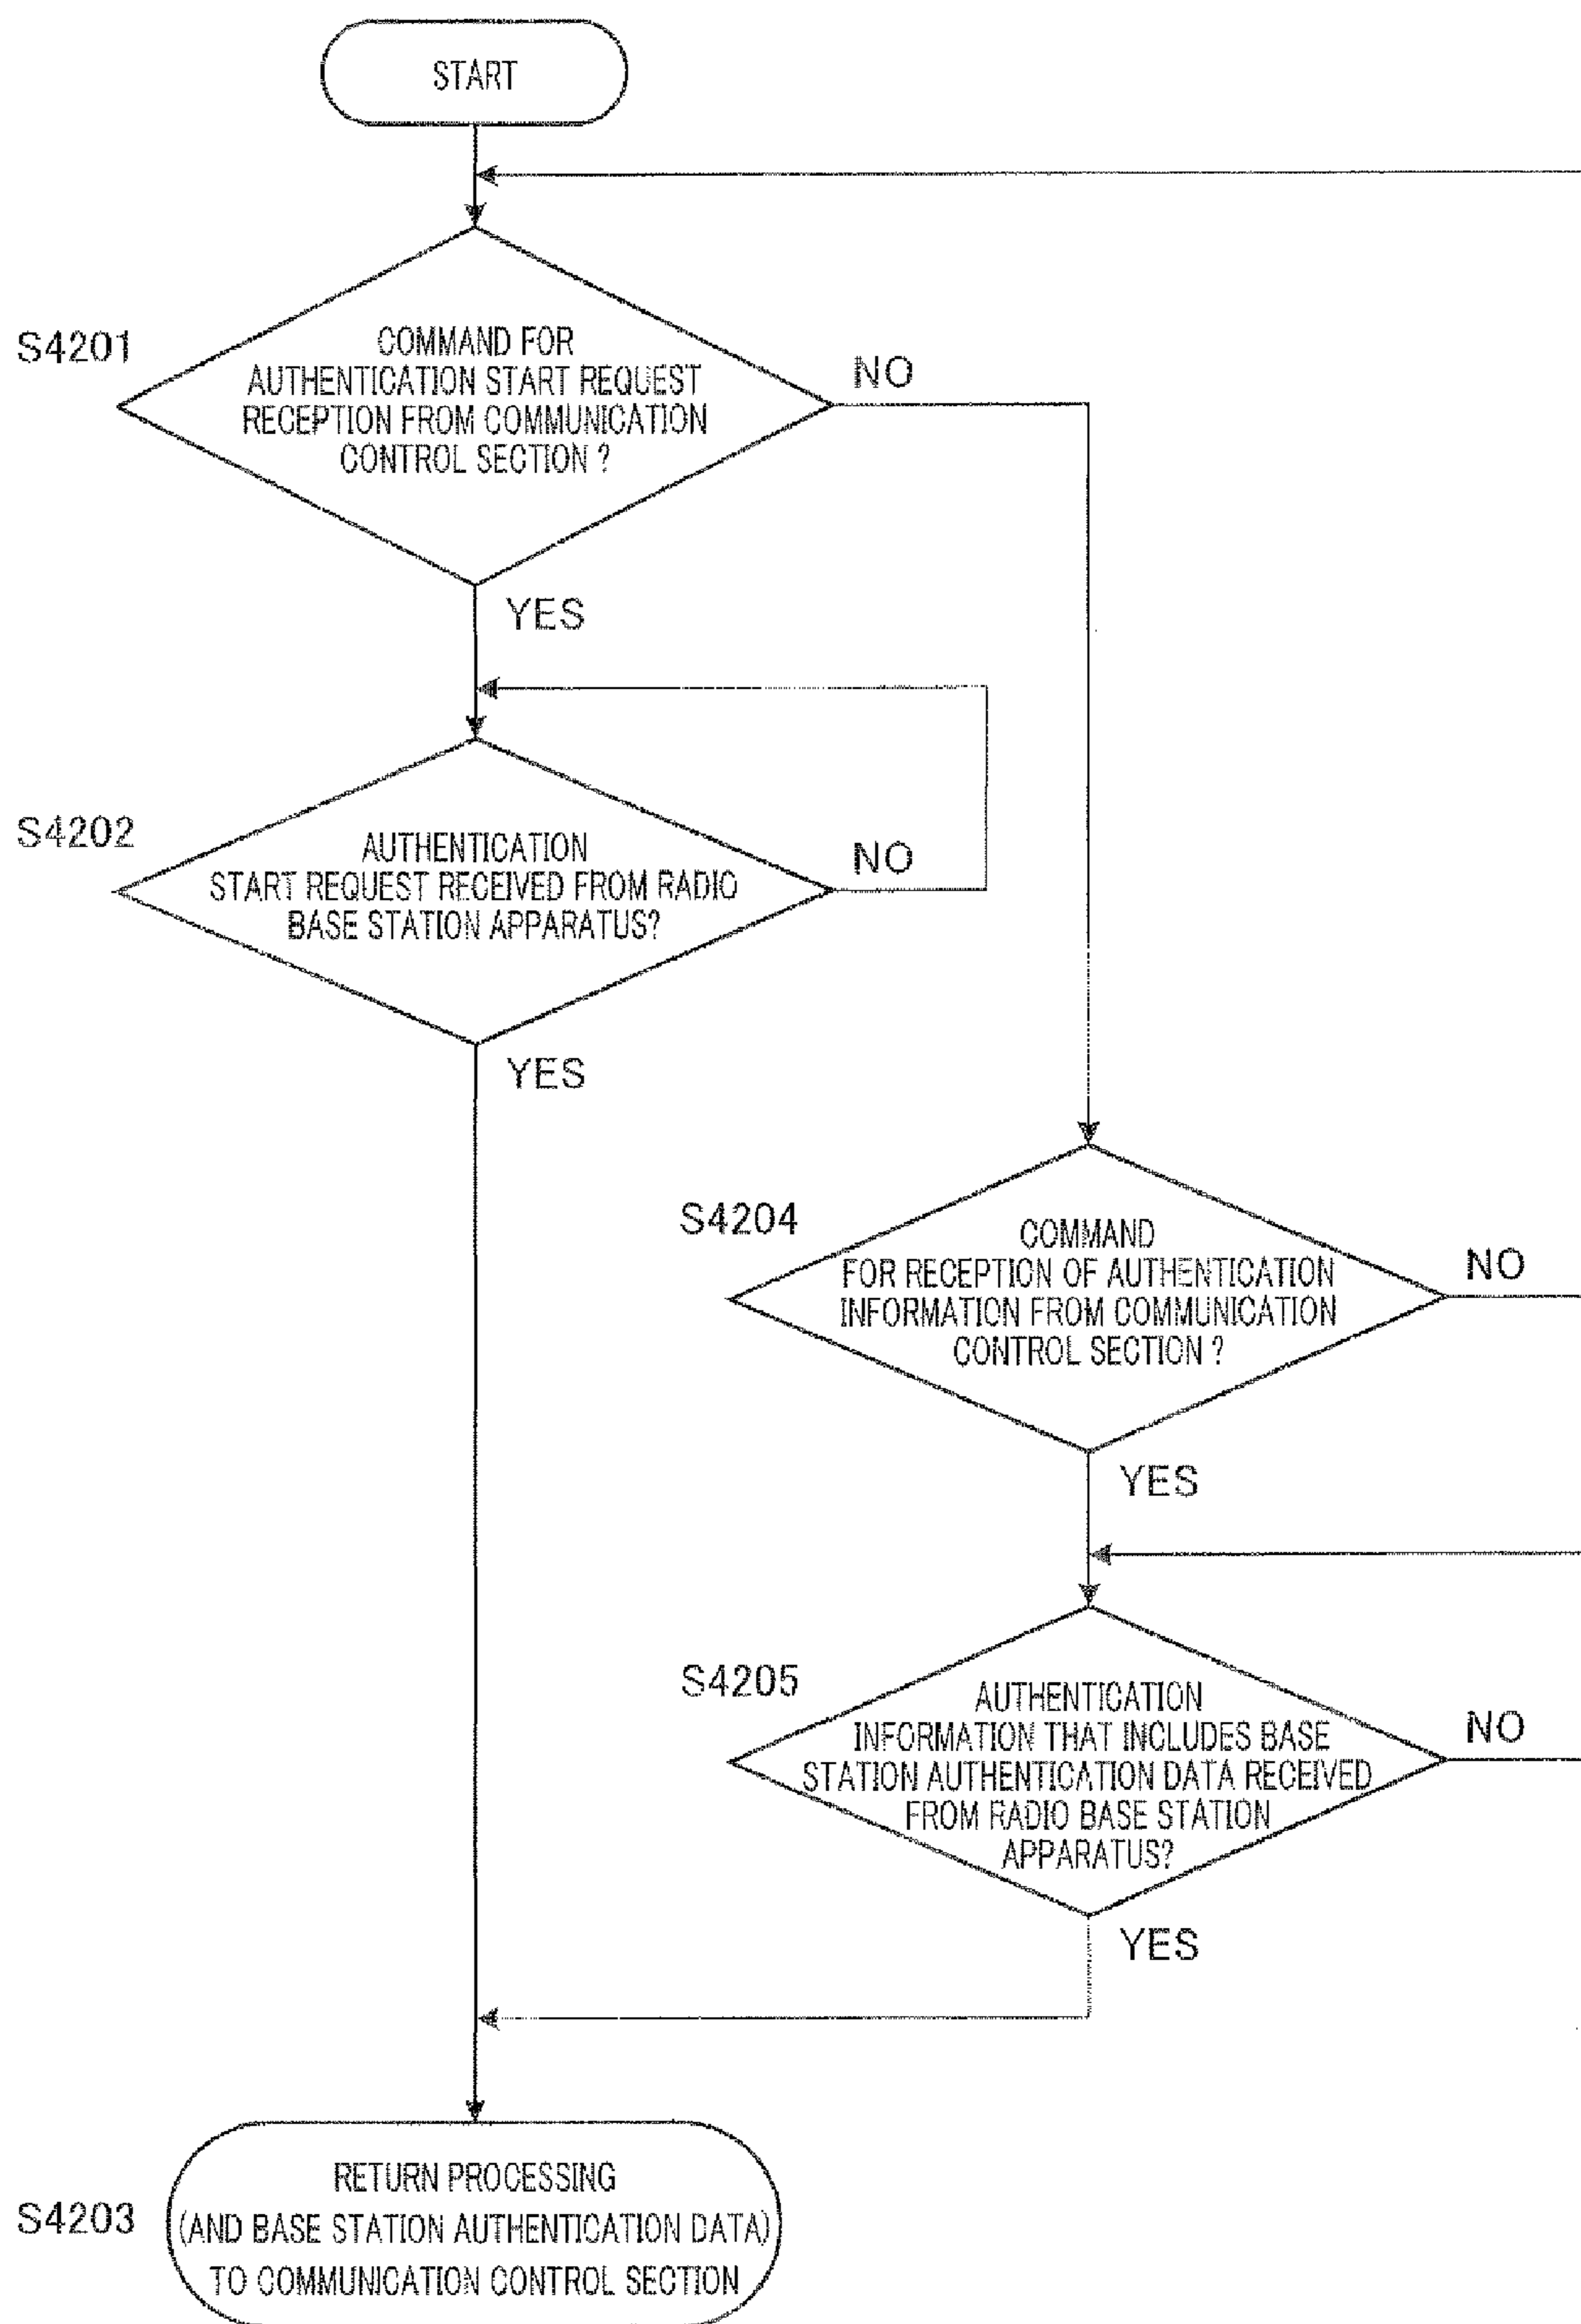 START
S4201
COMMAND FOR
AUTHENTICATION START REQUEST
RECEPTION FROM COMMUNICATION
CONTROL SECTION ?
NO
YES
S4202
AUTHENTICATION
START REQUEST RECEIVED FROM RADIO
BASE STATION APPARATUS?
NO
YES
S4204
COMMAND
FOR RECEPTION OF AUTHENTICATION
INFORMATION FROM COMMUNICATION
CONTROL SECTION ?
NO
YES
S4205
AUTHENTICATION
INFORMATION THAT INCLUDES BASE
STATION AUTHENTICATION DATA RECEIVED
FROM RADIO BASE STATION
APPARATUS?
NO
YES
S4203
RETURN PROCESSING
(AND BASE STATION AUTHENTICATION DATA)
TO COMMUNICATION CONTROL SECTION